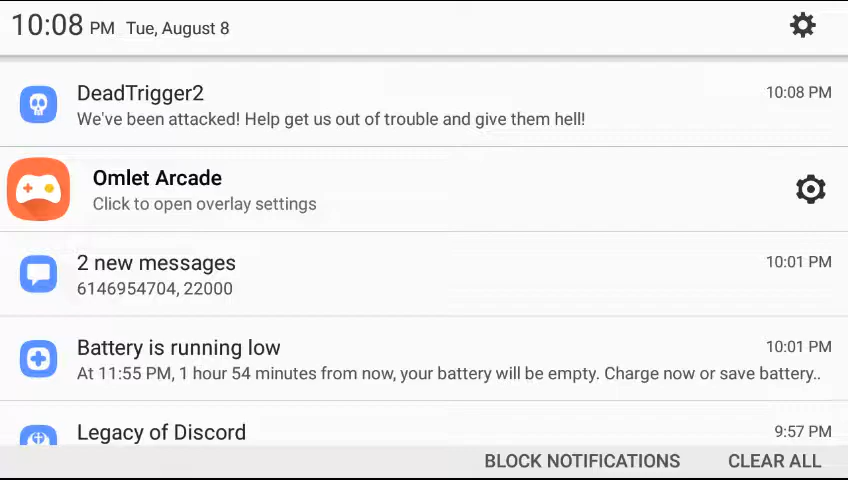 10:08 PM Tue, August 8
DeadTrigger2 10:08 PM
We've been attacked! Help get us out of trouble and give them hell!
Omlet Arcade
Click to open overlay settings
2 new messages 10:01 PM
6146954704, 22000
Battery is running low 10:01 PM
At 11:55 PM, 1 hour 54 minutes from now, your battery will be empty. Charge now or save battery..
Legacy of Discord 9:57 PM
BLOCK NOTIFICATIONS CLEAR ALL